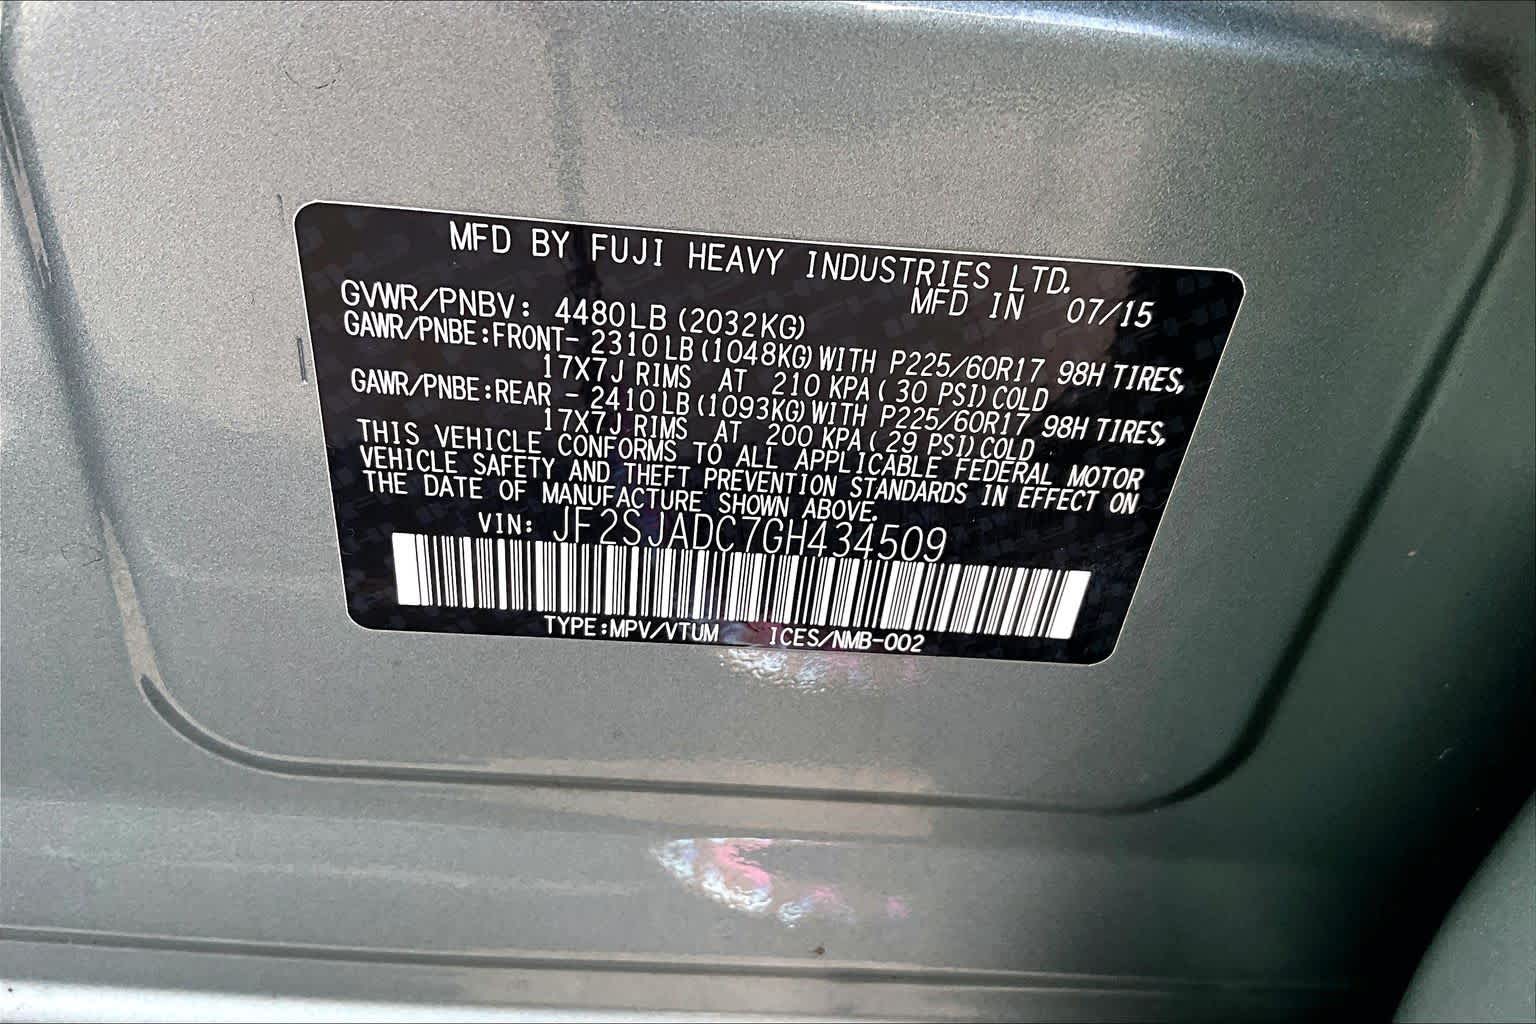 MFD BY FUJI HEAVY INDUSTRIES LTD.
MFD IN 07/15
GVWR/PNBV: 4480LB (2032KG)
GAWR/PNBE:FRONT- 2310LB(1048KG)WITH P225/60R17 98H TIRES,
17X7J RIMS AT 210 KPA( 30 PSI)COLD
GAWR/PNBE:REAR - 2410LB(1093KG)WITH P225/60R17 98H TIRES,
17X7J RIMS AT 200 KPA( 29 PSI)COLD
THIS VEHICLE CONFORMS TO ALL APPLICABLE FEDERAL MOTOR
VEHICLE SAFETY AND THEFT PREVENTION STANDARDS IN EFFECT ON
THE DATE OF MANUFACTURE SHOWN ABOVE.
VIN: JF2SJADC7GH434509
TYPE:MPV/VTUM ICES/NMB-002